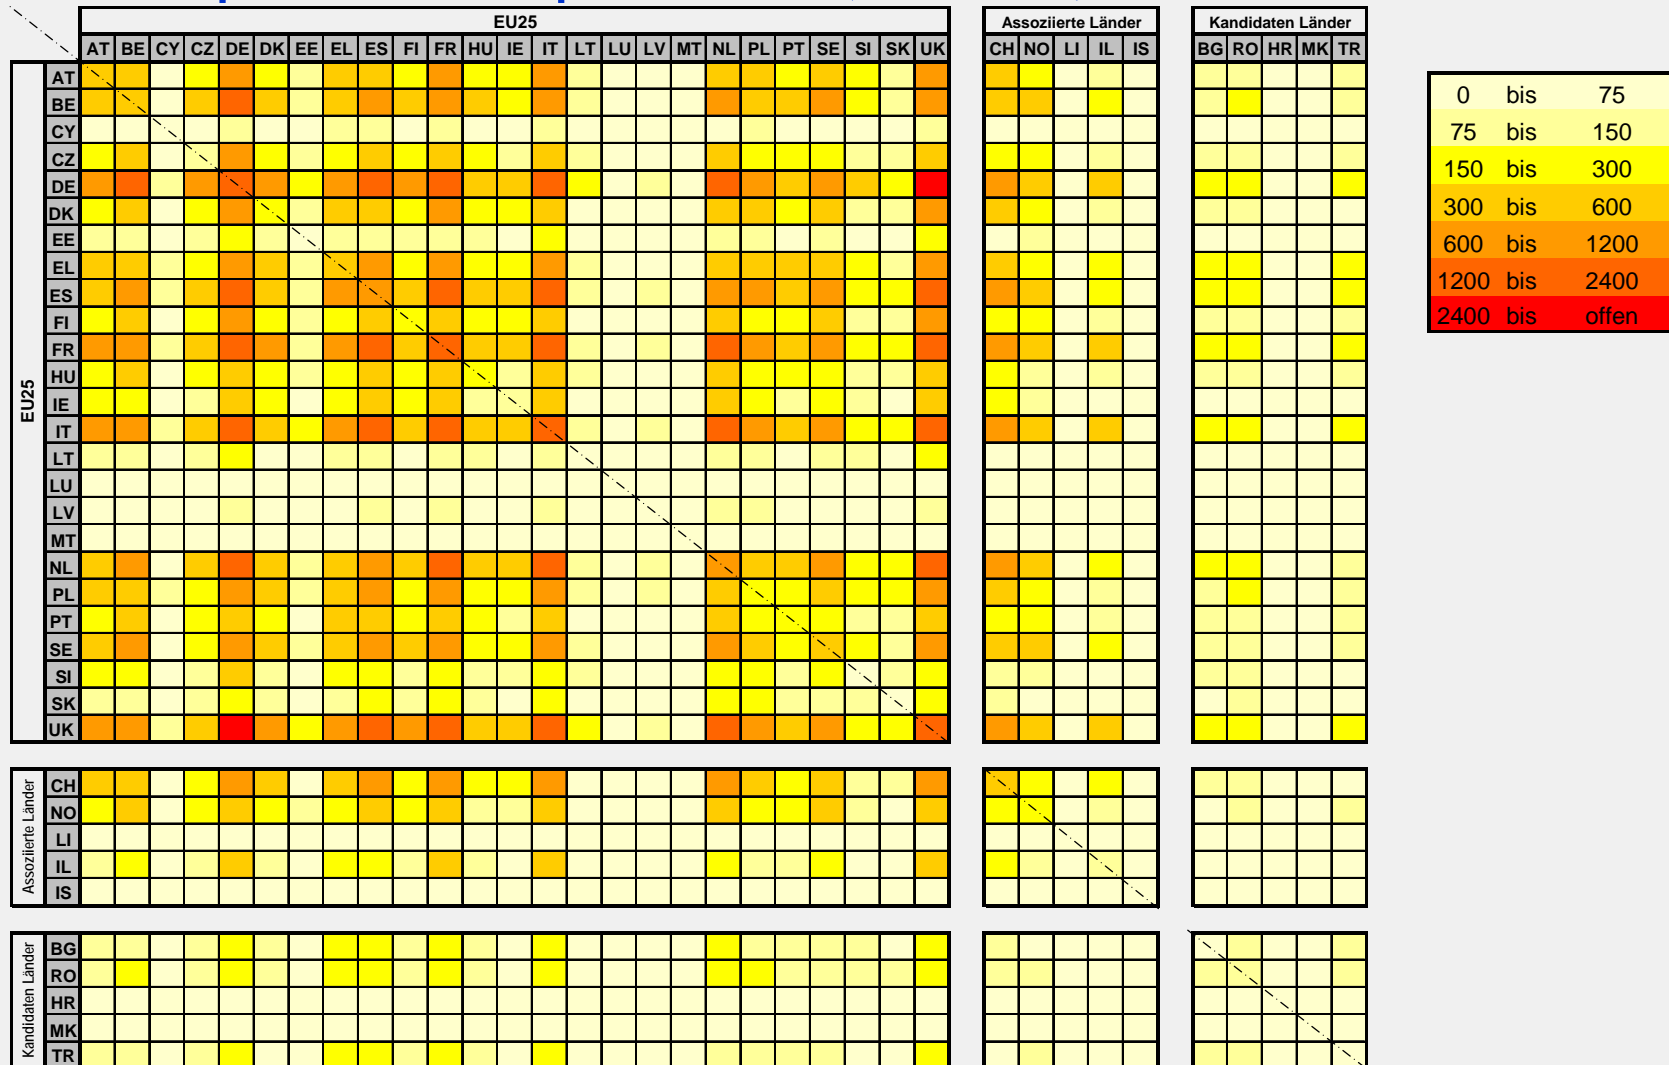 EU25
Assoziierte Länder
Kandidaten Länder
AT BE CY CZ DE DK EE EL ES FI FR HU IE IT LT LU LV MT NL PL PT SE SI SK UK
CH NO LI IL IS
BG RO HR MK TR
EU25
AT
BE
CY
CZ
DE
DK
EE
EL
ES
FI
FR
HU
IE
IT
LT
LU
LV
MT
NL
PL
PT
SE
SI
SK
UK
0 bis 75
75 bis 150
150 bis 300
300 bis 600
600 bis 1200
1200 bis 2400
2400 bis offen
Assoziierte Länder
CH
NO
LI
IL
IS
Kandidaten Länder
BG
RO
HR
MK
TR